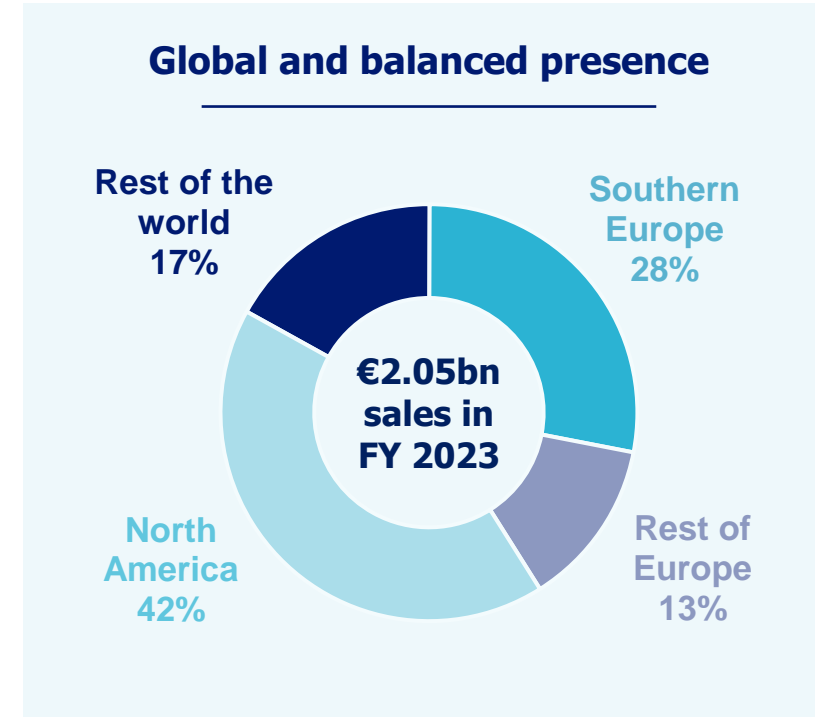 Global and balanced presence
Rest of the
world
17%
Southern
Europe
28%
€2.05bn
sales in
FY 2023
North
America
42%
Rest of
Europe
13%